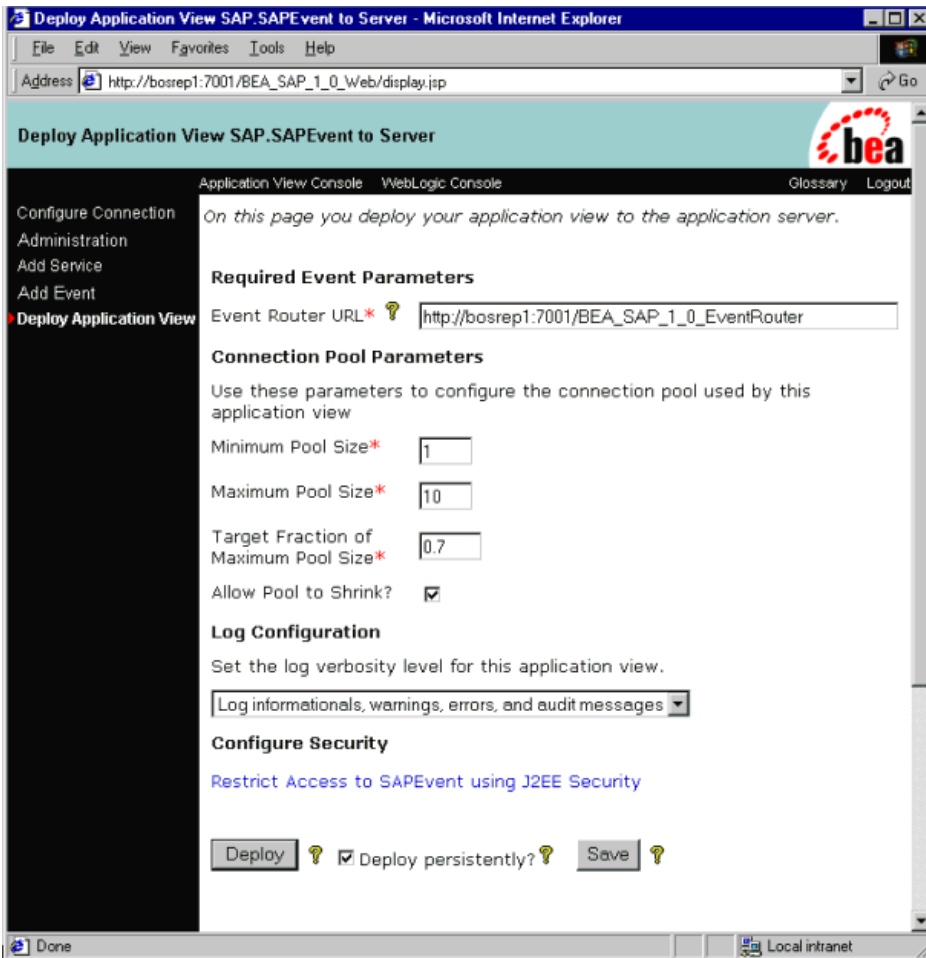 Deploy Application View SAP.SAPEvent to Server - Microsoft Internet Explorer
File Edit View Favorites Tools Help
Address http://bosrep1:7001/BEA_SAP_1_0_Web/display.jsp Go
Deploy Application View SAP.SAPEvent to Server
bea
Application View Console WebLogic Console Glossary Logout
Configure Connection
Administration
Add Service
Add Event
Deploy Application View
On this page you deploy your application view to the application server.
Required Event Parameters
Event Router URL* ? http://bosrep1:7001/BEA_SAP_1_0_EventRouter
Connection Pool Parameters
Use these parameters to configure the connection pool used by this
application view
Minimum Pool Size* 1
Maximum Pool Size* 10
Target Fraction of
Maximum Pool Size* 0.7
Allow Pool to Shrink?
Log Configuration
Set the log verbosity level for this application view.
Log informationals, warnings, errors, and audit messages
Configure Security
Restrict Access to SAPEvent using J2EE Security
Deploy ? Deploy persistently? ? Save ?
Done Local intranet